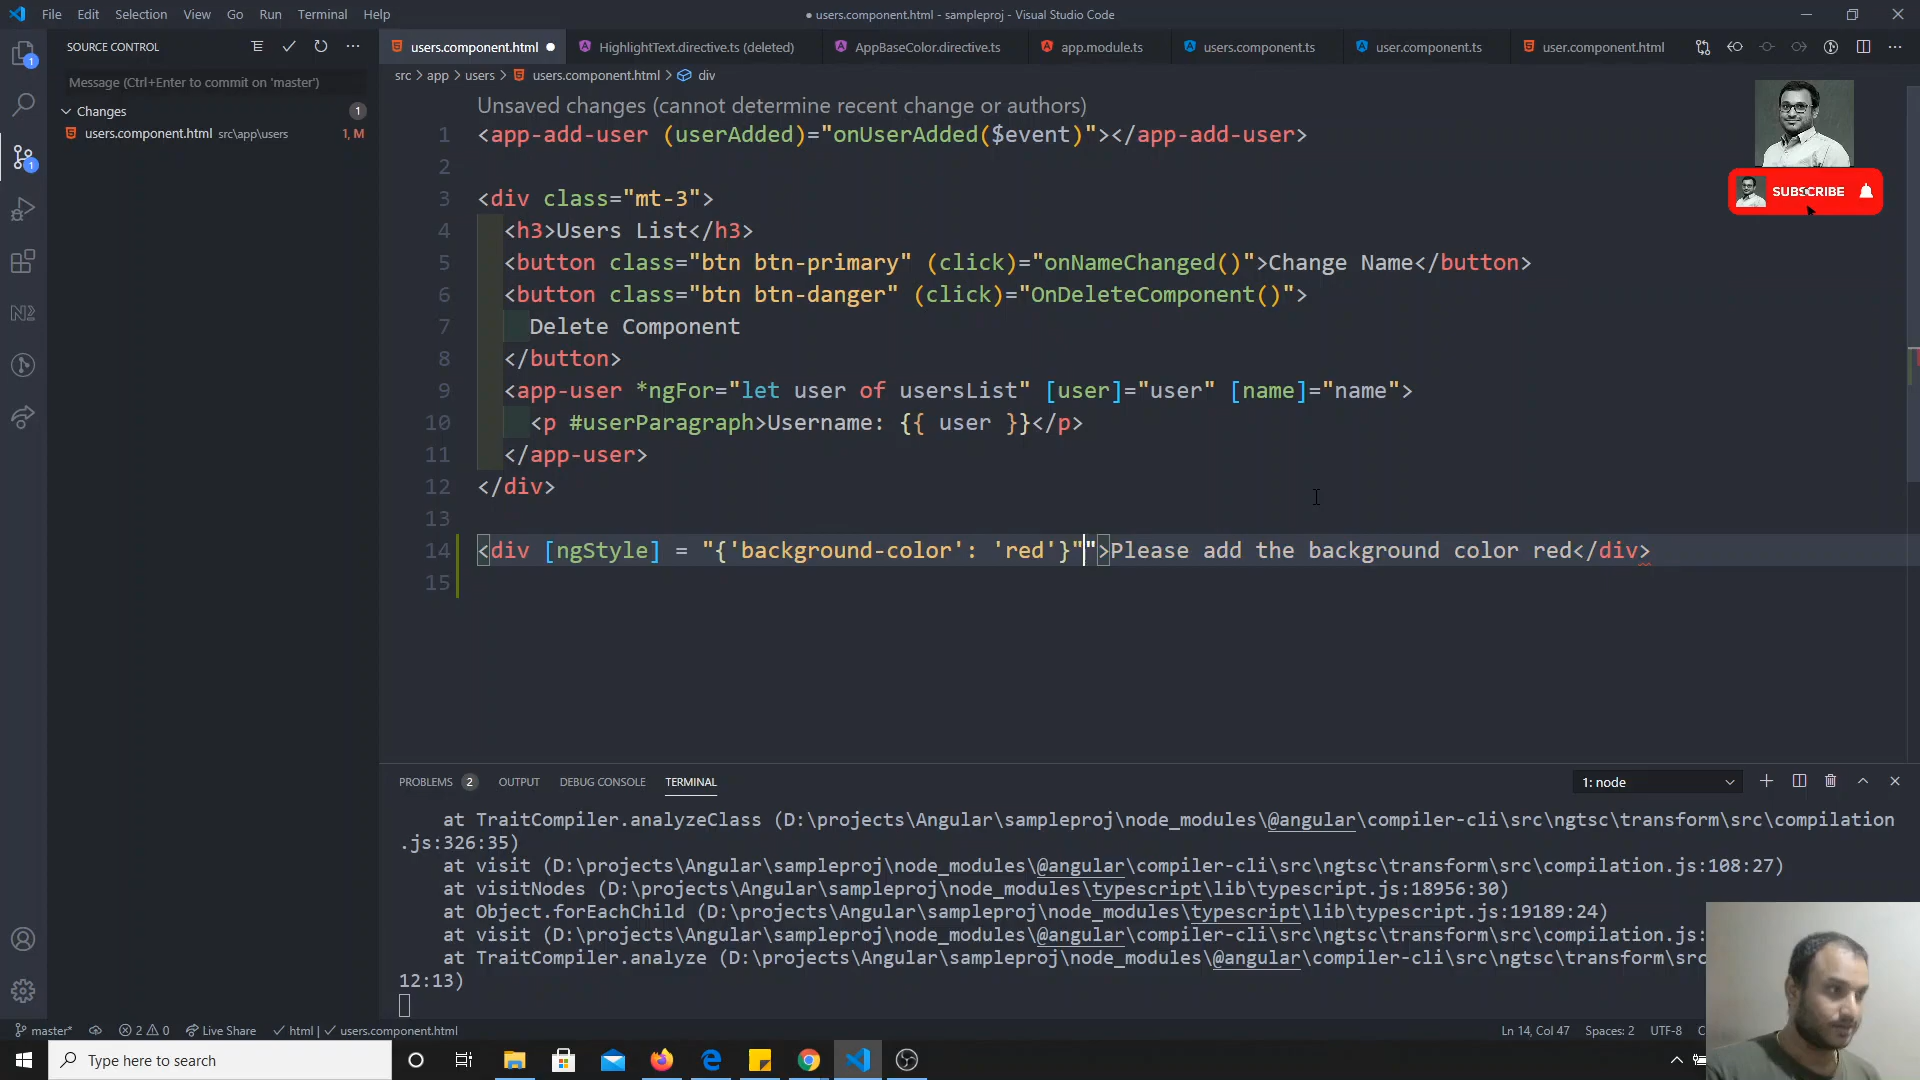 File Edit Selection View Go Run Terminal Help
● users.component.html - sampleproj - Visual Studio Code
SOURCE CONTROL
Message (Ctrl+Enter to commit on 'master')
Changes 1
users.component.html src\app\users 1, M
users.component.html HighlightText.directive.ts (deleted) AppBaseColor.directive.ts app.module.ts users.component.ts user.component.ts user.component.html
src > app > users > users.component.html > div
Unsaved changes (cannot determine recent change or authors)
1 <app-add-user (userAdded)="onUserAdded($event)"></app-add-user>
2
3 <div class="mt-3">
4 <h3>Users List</h3>
5 <button class="btn btn-primary" (click)="onNameChanged()">Change Name</button>
6 <button class="btn btn-danger" (click)="OnDeleteComponent()">
7 Delete Component
8 </button>
9 <app-user *ngFor="let user of usersList" [user]="user" [name]="name">
10 <p #userParagraph>Username: {{ user }}</p>
11 </app-user>
12 </div>
13
14 <div [ngStyle] = "{'background-color': 'red'}"">Please add the background color red</div>
15
SUBSCRIBE
PROBLEMS 2 OUTPUT DEBUG CONSOLE TERMINAL
1: node
at TraitCompiler.analyzeClass (D:\projects\Angular\sampleproj\node_modules\@angular\compiler-cli\src\ngtsc\transform\src\compilation
.js:326:35)
at visit (D:\projects\Angular\sampleproj\node_modules\@angular\compiler-cli\src\ngtsc\transform\src\compilation.js:108:27)
at visitNodes (D:\projects\Angular\sampleproj\node_modules\typescript\lib\typescript.js:18956:30)
at Object.forEachChild (D:\projects\Angular\sampleproj\node_modules\typescript\lib\typescript.js:19189:24)
at visit (D:\projects\Angular\sampleproj\node_modules\@angular\compiler-cli\src\ngtsc\transform\src\compilation.js:
at TraitCompiler.analyze (D:\projects\Angular\sampleproj\node_modules\@angular\compiler-cli\src\ngtsc\transform\src
12:13)
master* 2 0 Live Share html | users.component.html
Ln 14, Col 47 Spaces: 2 UTF-8 C
Type here to search